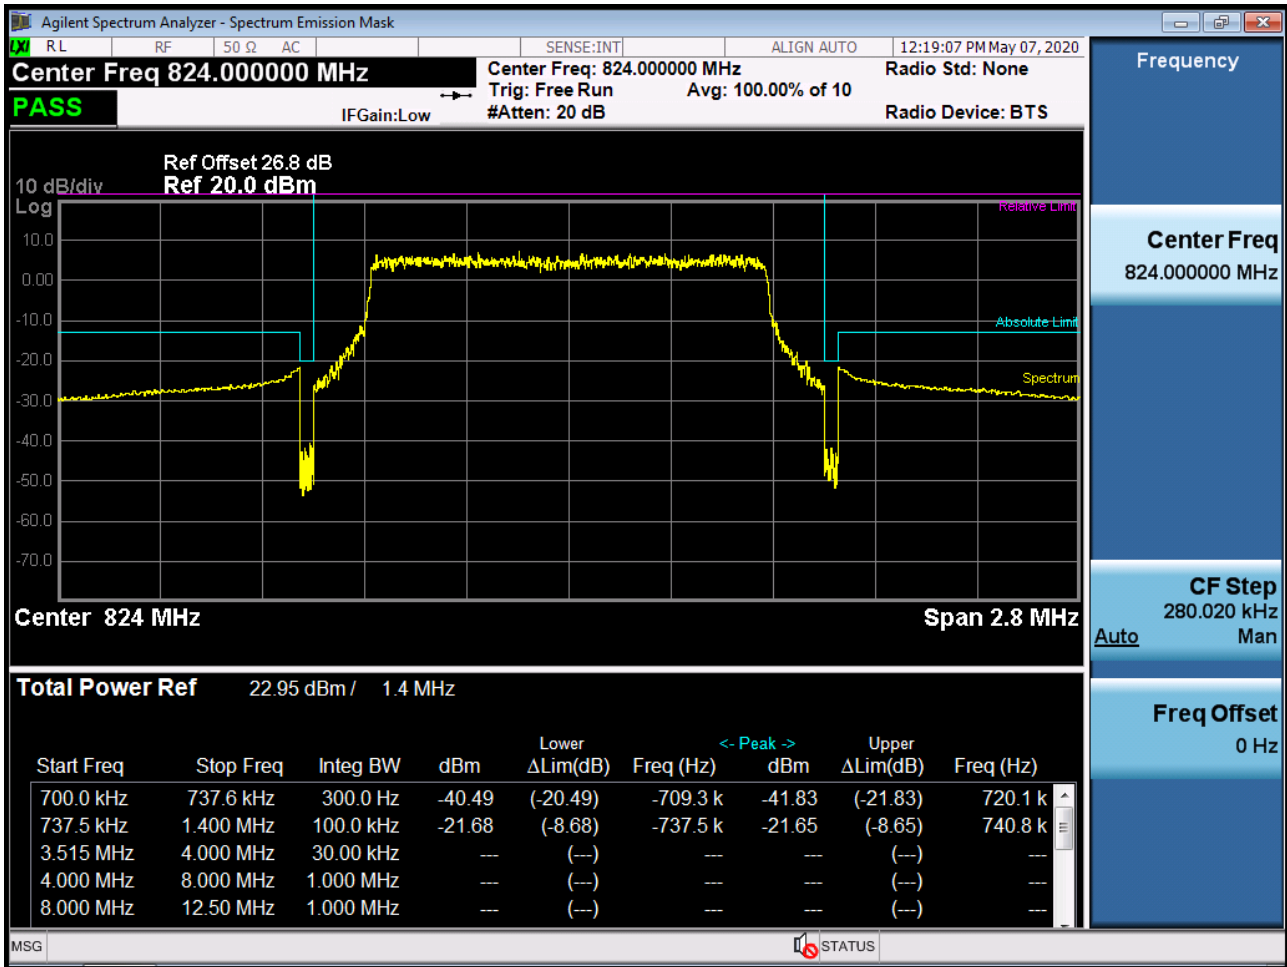 Agilent Spectrum Analyzer - Spectrum Emission Mask
LXI RL RF 50 Ω AC SENSE:INT ALIGN AUTO 12:19:07 PM May 07, 2020
Center Freq 824.000000 MHz
Center Freq: 824.000000 MHz Radio Std: None
Trig: Free Run Avg: 100.00% of 10
PASS
IFGain:Low #Atten: 20 dB Radio Device: BTS
Ref Offset 26.8 dB
10 dB/div Ref 20.0 dBm
Log
Relative Limit
10.0
0.00
-10.0
Absolute Limit
-20.0
Spectrum
-30.0
-40.0
-50.0
-60.0
-70.0
Center 824 MHz Span 2.8 MHz
Total Power Ref 22.95 dBm / 1.4 MHz
Lower <- Peak -> Upper
Start Freq Stop Freq Integ BW dBm ΔLim(dB) Freq (Hz) dBm ΔLim(dB) Freq (Hz)
700.0 kHz 737.6 kHz 300.0 Hz -40.49 (-20.49) -709.3 k -41.83 (-21.83) 720.1 k
737.5 kHz 1.400 MHz 100.0 kHz -21.68 (-8.68) -737.5 k -21.65 (-8.65) 740.8 k
3.515 MHz 4.000 MHz 30.00 kHz --- (---) --- --- (---) ---
4.000 MHz 8.000 MHz 1.000 MHz --- (---) --- --- (---) ---
8.000 MHz 12.50 MHz 1.000 MHz --- (---) --- --- (---) ---
MSG STATUS
Frequency
Center Freq
824.000000 MHz
CF Step
280.020 kHz
Auto Man
Freq Offset
0 Hz